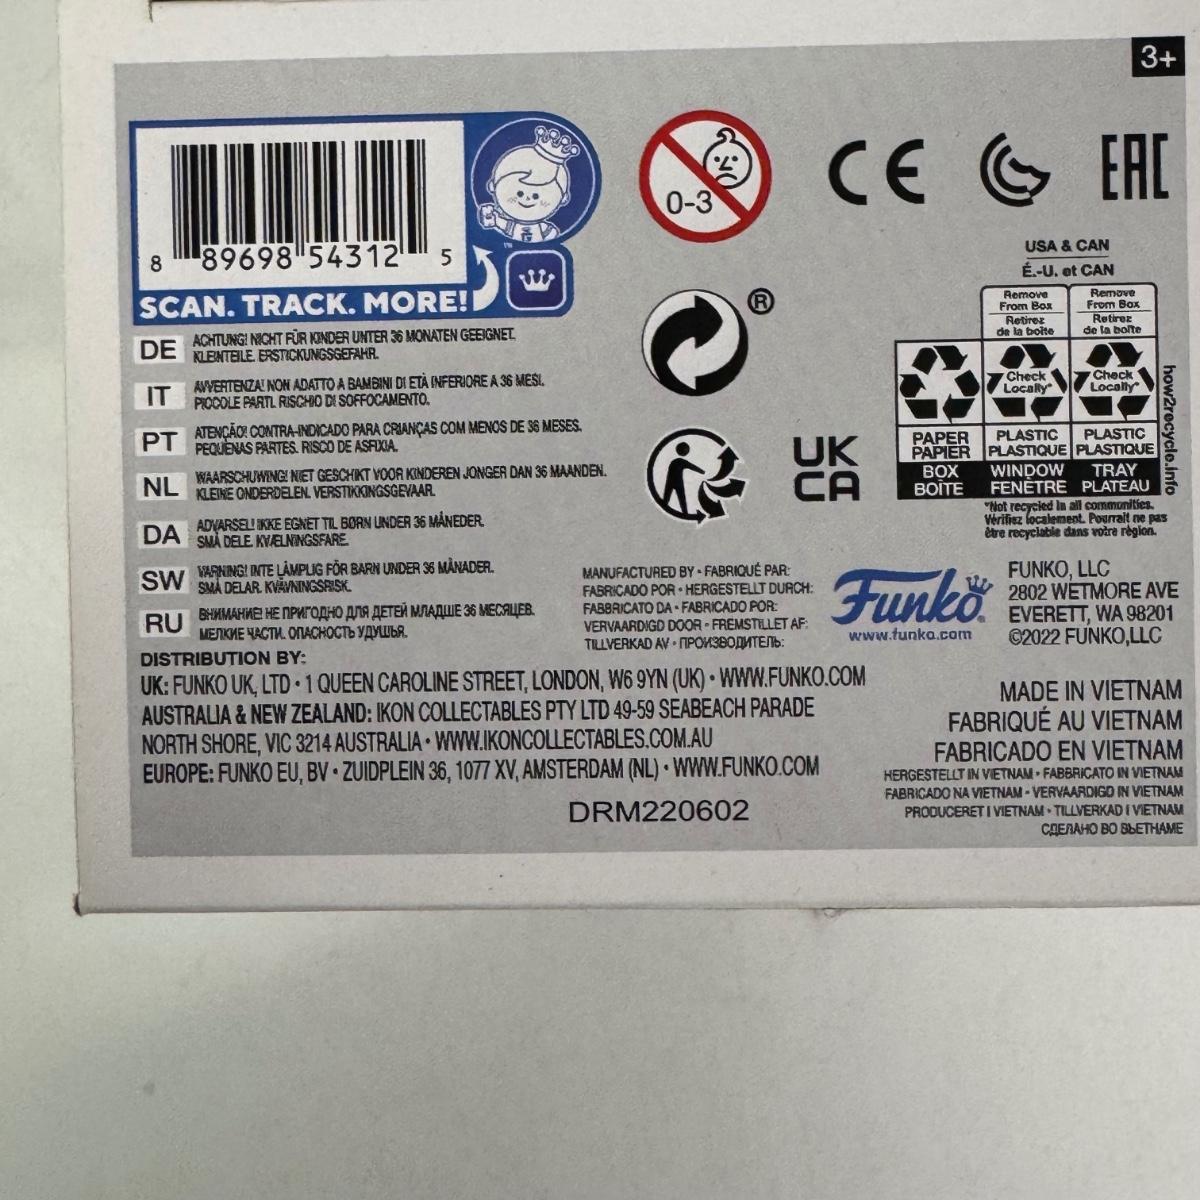 3+
8 89698 54312 5
SCAN. TRACK. MORE!
™
0-3
CE
EAC
®
UK
CA
USA & CAN
É.-U. et CAN
Remove From Box
Retirez de la boîte
Remove From Box
Retirez de la boîte
Check Locally*
Check Locally*
PAPER PAPIER
PLASTIC PLASTIQUE
PLASTIC PLASTIQUE
BOX BOÎTE
WINDOW FENÊTRE
TRAY PLATEAU
how2recycle.info
*Not recycled in all communities.
Vérifiez localement. Pourrait ne pas
être recyclable dans votre région.
DE ACHTUNG! NICHT FÜR KINDER UNTER 36 MONATEN GEEIGNET.
KLEINTEILE. ERSTICKUNGSGEFAHR.
IT AVVERTENZA! NON ADATTO A BAMBINI DI ETÀ INFERIORE A 36 MESI.
PICCOLE PARTI. RISCHIO DI SOFFOCAMENTO.
PT ATENÇÃO! CONTRA-INDICADO PARA CRIANÇAS COM MENOS DE 36 MESES.
PEQUENAS PARTES. RISCO DE ASFIXIA.
NL WAARSCHUWING! NIET GESCHIKT VOOR KINDEREN JONGER DAN 36 MAANDEN.
KLEINE ONDERDELEN. VERSTIKKINGSGEVAAR.
DA ADVARSEL! IKKE EGNET TIL BØRN UNDER 36 MÅNEDER.
SMÅ DELE. KVÆLNINGSFARE.
SW VARNING! INTE LÄMPLIG FÖR BARN UNDER 36 MÅNADER.
SMÅ DELAR. KVÄVNINGSRISK.
RU ВНИМАНИЕ! НЕ ПРИГОДНО ДЛЯ ДЕТЕЙ МЛАДШЕ 36 МЕСЯЦЕВ.
МЕЛКИЕ ЧАСТИ. ОПАСНОСТЬ УДУШЬЯ.
MANUFACTURED BY • FABRIQUÉ PAR:
FABRICADO POR • HERGESTELLT DURCH:
FABBRICATO DA • FABRICADO POR:
VERVAARDIGD DOOR • FREMSTILLET AF:
TILLVERKAD AV • ПРОИЗВОДИТЕЛЬ:
Funko®
www.funko.com
FUNKO, LLC
2802 WETMORE AVE
EVERETT, WA 98201
©2022 FUNKO,LLC
DISTRIBUTION BY:
UK: FUNKO UK, LTD • 1 QUEEN CAROLINE STREET, LONDON, W6 9YN (UK) • WWW.FUNKO.COM
AUSTRALIA & NEW ZEALAND: IKON COLLECTABLES PTY LTD 49-59 SEABEACH PARADE
NORTH SHORE, VIC 3214 AUSTRALIA • WWW.IKONCOLLECTABLES.COM.AU
EUROPE: FUNKO EU, BV • ZUIDPLEIN 36, 1077 XV, AMSTERDAM (NL) • WWW.FUNKO.COM
DRM220602
MADE IN VIETNAM
FABRIQUÉ AU VIETNAM
FABRICADO EN VIETNAM
HERGESTELLT IN VIETNAM • FABBRICATO IN VIETNAM
FABRICADO NA VIETNAM • VERVAARDIGD IN VIETNAM
PRODUCERET I VIETNAM • TILLVERKAD I VIETNAM
СДЕЛАНО ВО ВЬЕТНАМЕ